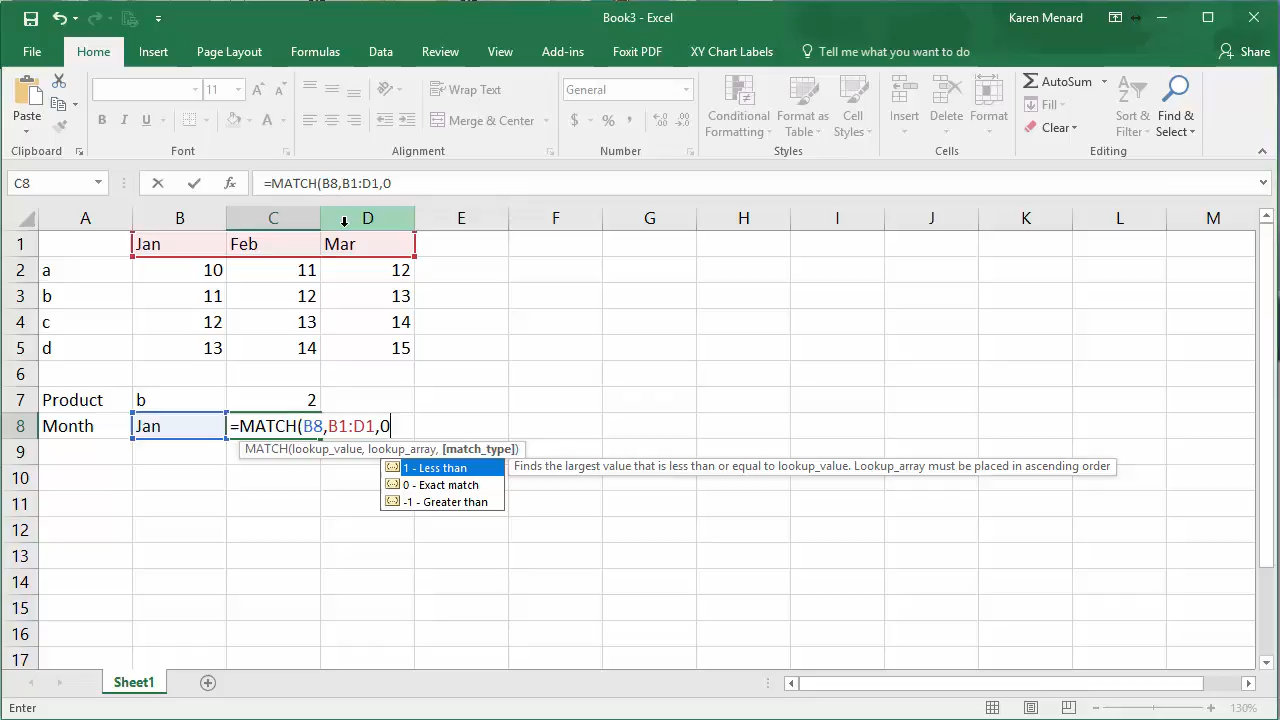 Book3 - Excel
Karen Menard
File Home Insert Page Layout Formulas Data Review View Add-ins Foxit PDF XY Chart Labels Tell me what you want to do Share
Paste
Clipboard
11 A A
B I U A
Font
Wrap Text
Merge & Center
Alignment
General
$ % ,
Number
Conditional Formatting
Format as Table
Cell Styles
Styles
Insert
Delete
Format
Cells
AutoSum
Fill
Clear
Sort & Filter
Find & Select
Editing
C8 fx =MATCH(B8,B1:D1,0
A B C D E F G H I J K L M
1 Jan Feb Mar
2 a 10 11 12
3 b 11 12 13
4 c 12 13 14
5 d 13 14 15
6
7 Product b 2
8 Month Jan =MATCH(B8,B1:D1,0
9 MATCH(lookup_value, lookup_array, [match_type])
1 - Less than Finds the largest value that is less than or equal to lookup_value. Lookup_array must be placed in ascending order
10 0 - Exact match
-1 - Greater than
11
12
13
14
15
16
17
Sheet1
Enter 130%